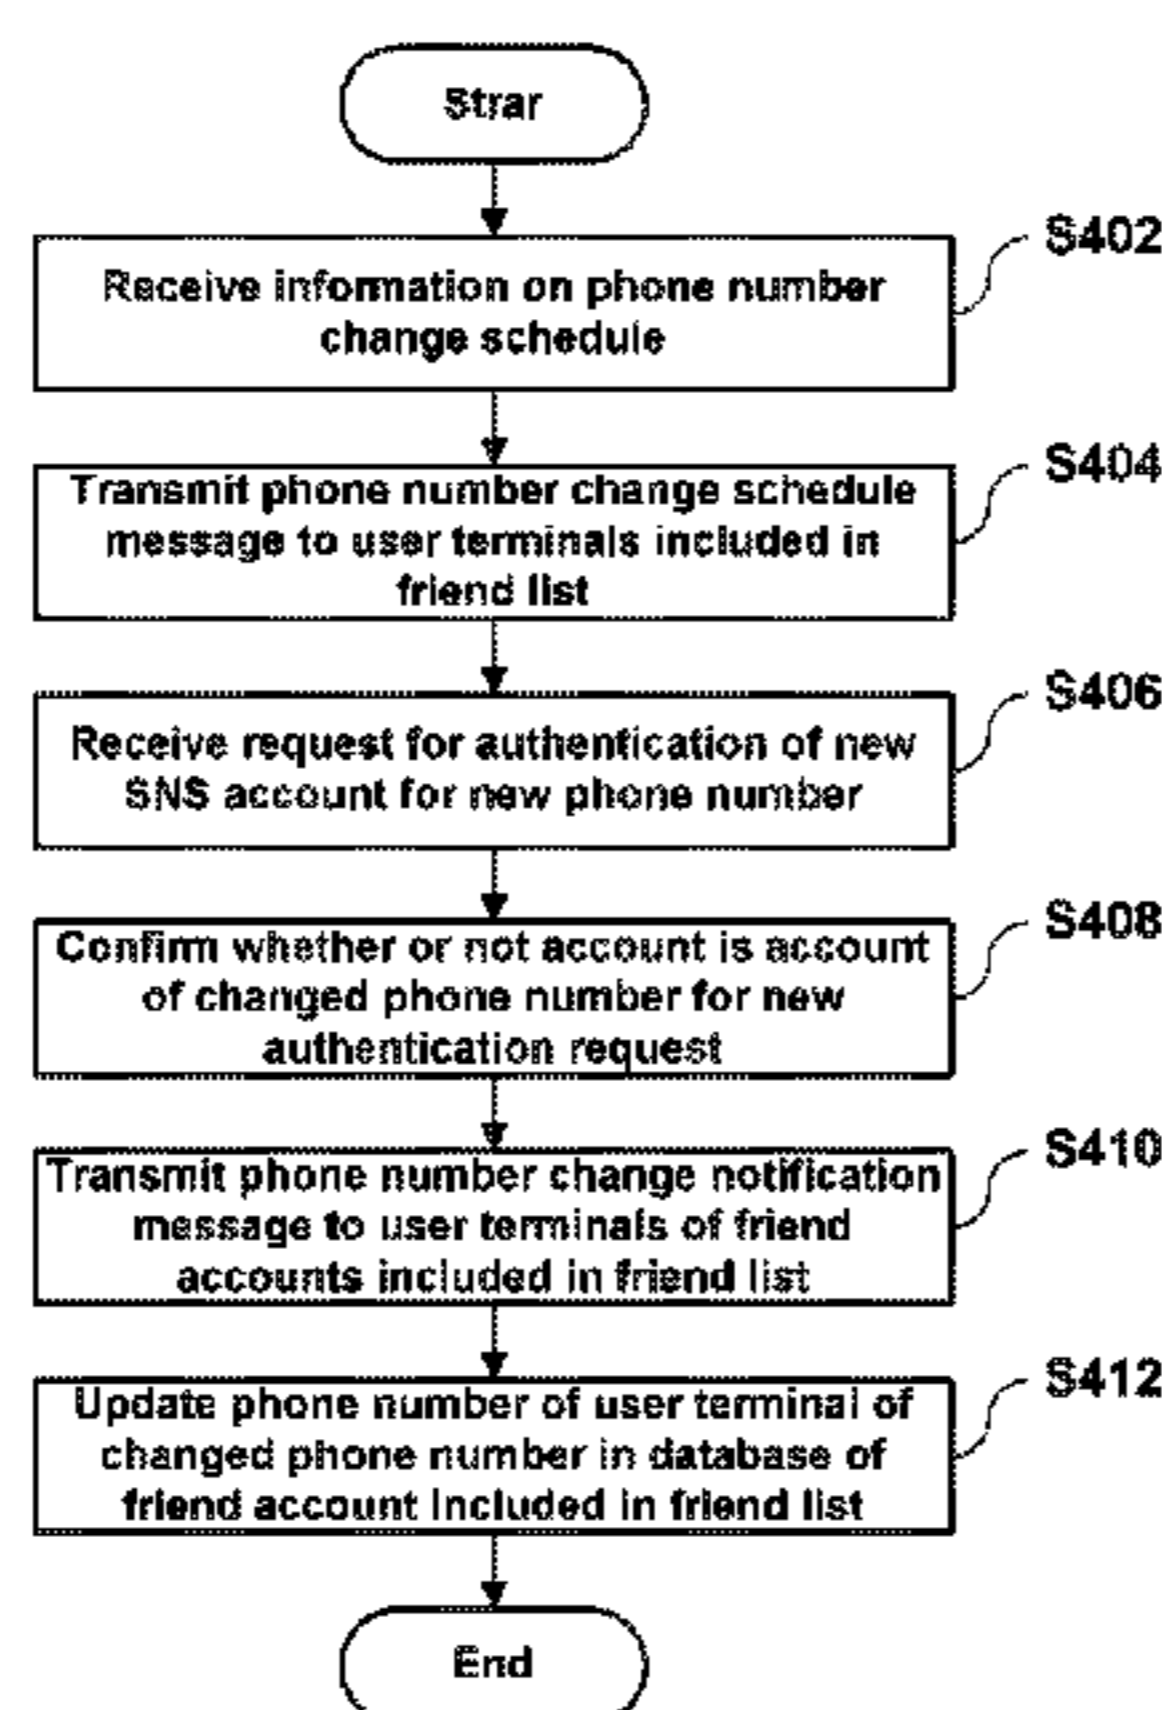 Strar
S402
Receive information on phone number
change schedule
S404
Transmit phone number change schedule
message to user terminals included in
friend list
S406
Receive request for authentication of new
SNS account for new phone number
S408
Confirm whether or not account is account
of changed phone number for new
authentication request
S410
Transmit phone number change notification
message to user terminals of friend
accounts included in friend list
S412
Update phone number of user terminal of
changed phone number in database of
friend account included in friend list
End